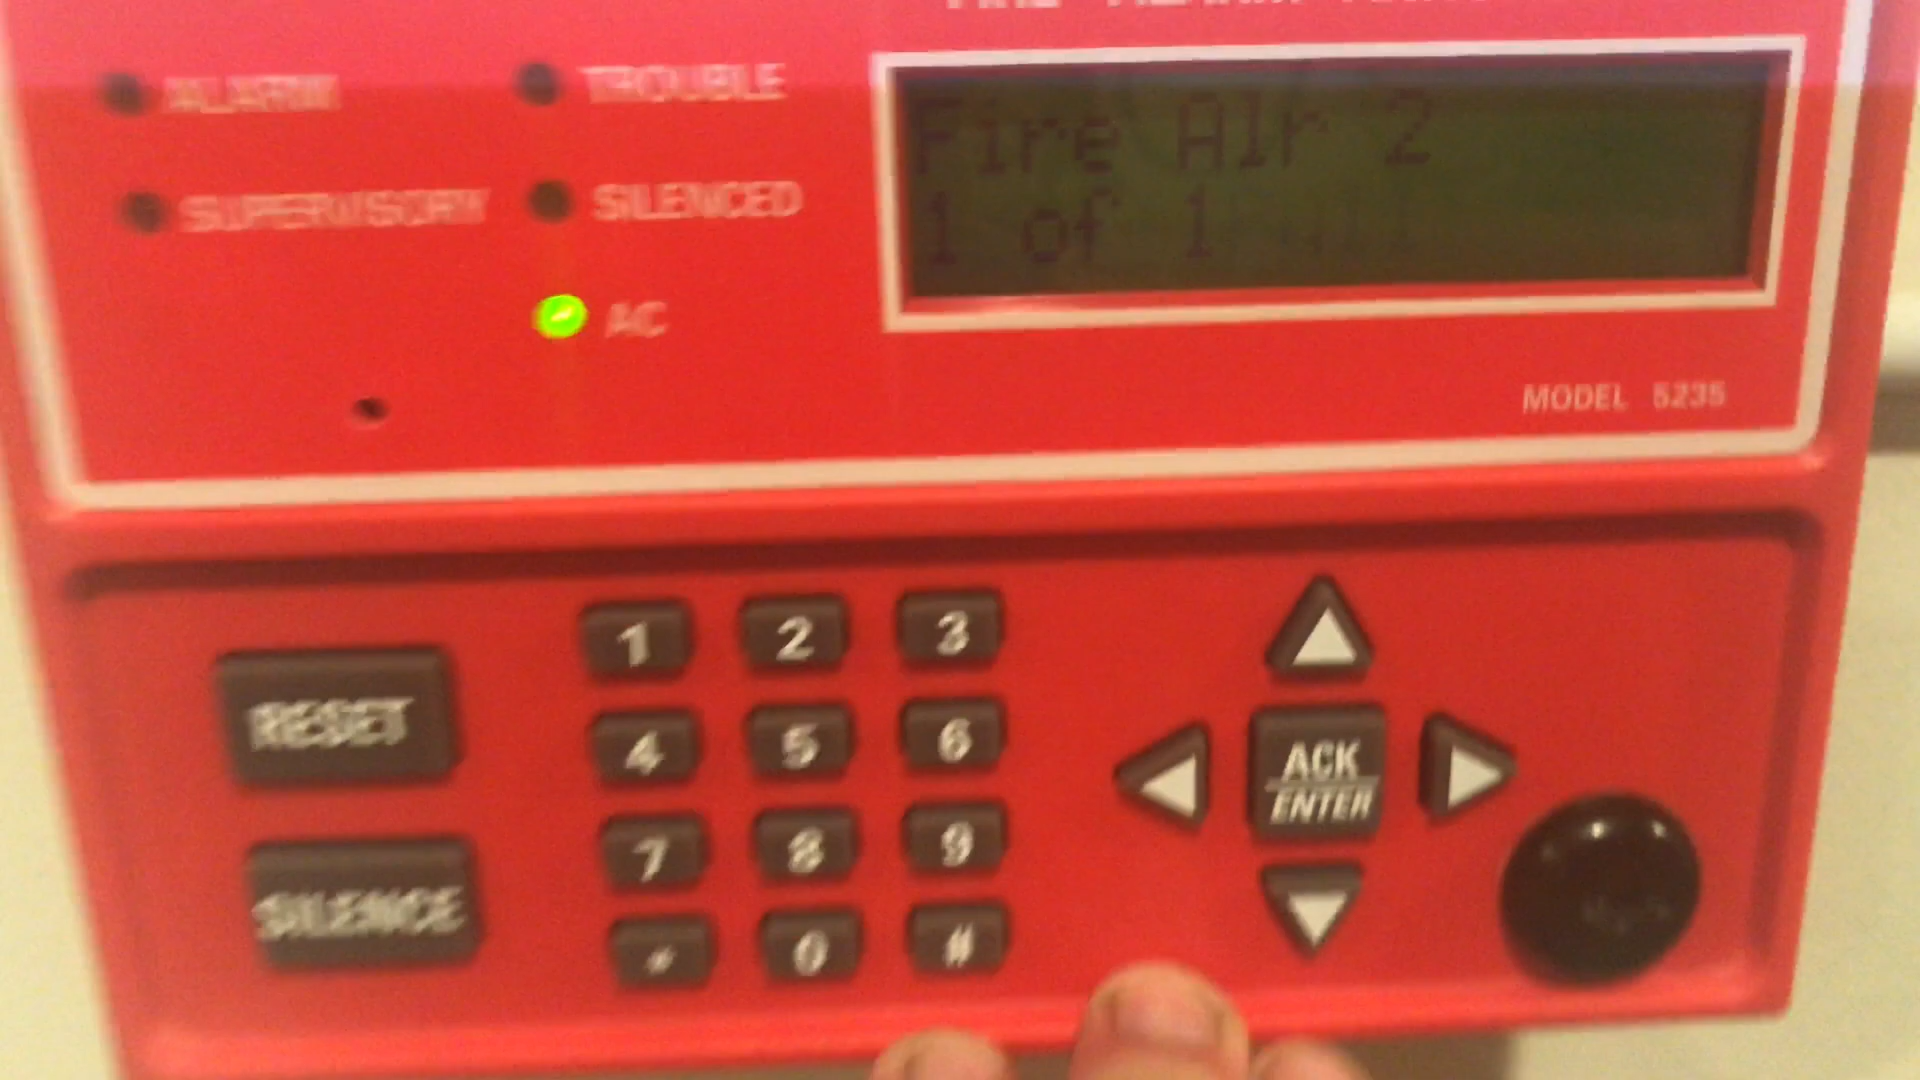 ALARM
TROUBLE
SUPERVISORY
SILENCED
AC
Fire Alr 2
1 of 1
MODEL 5235
RESET
SILENCE
1 2 3
4 5 6
7 8 9
* 0 #
ACK
ENTER